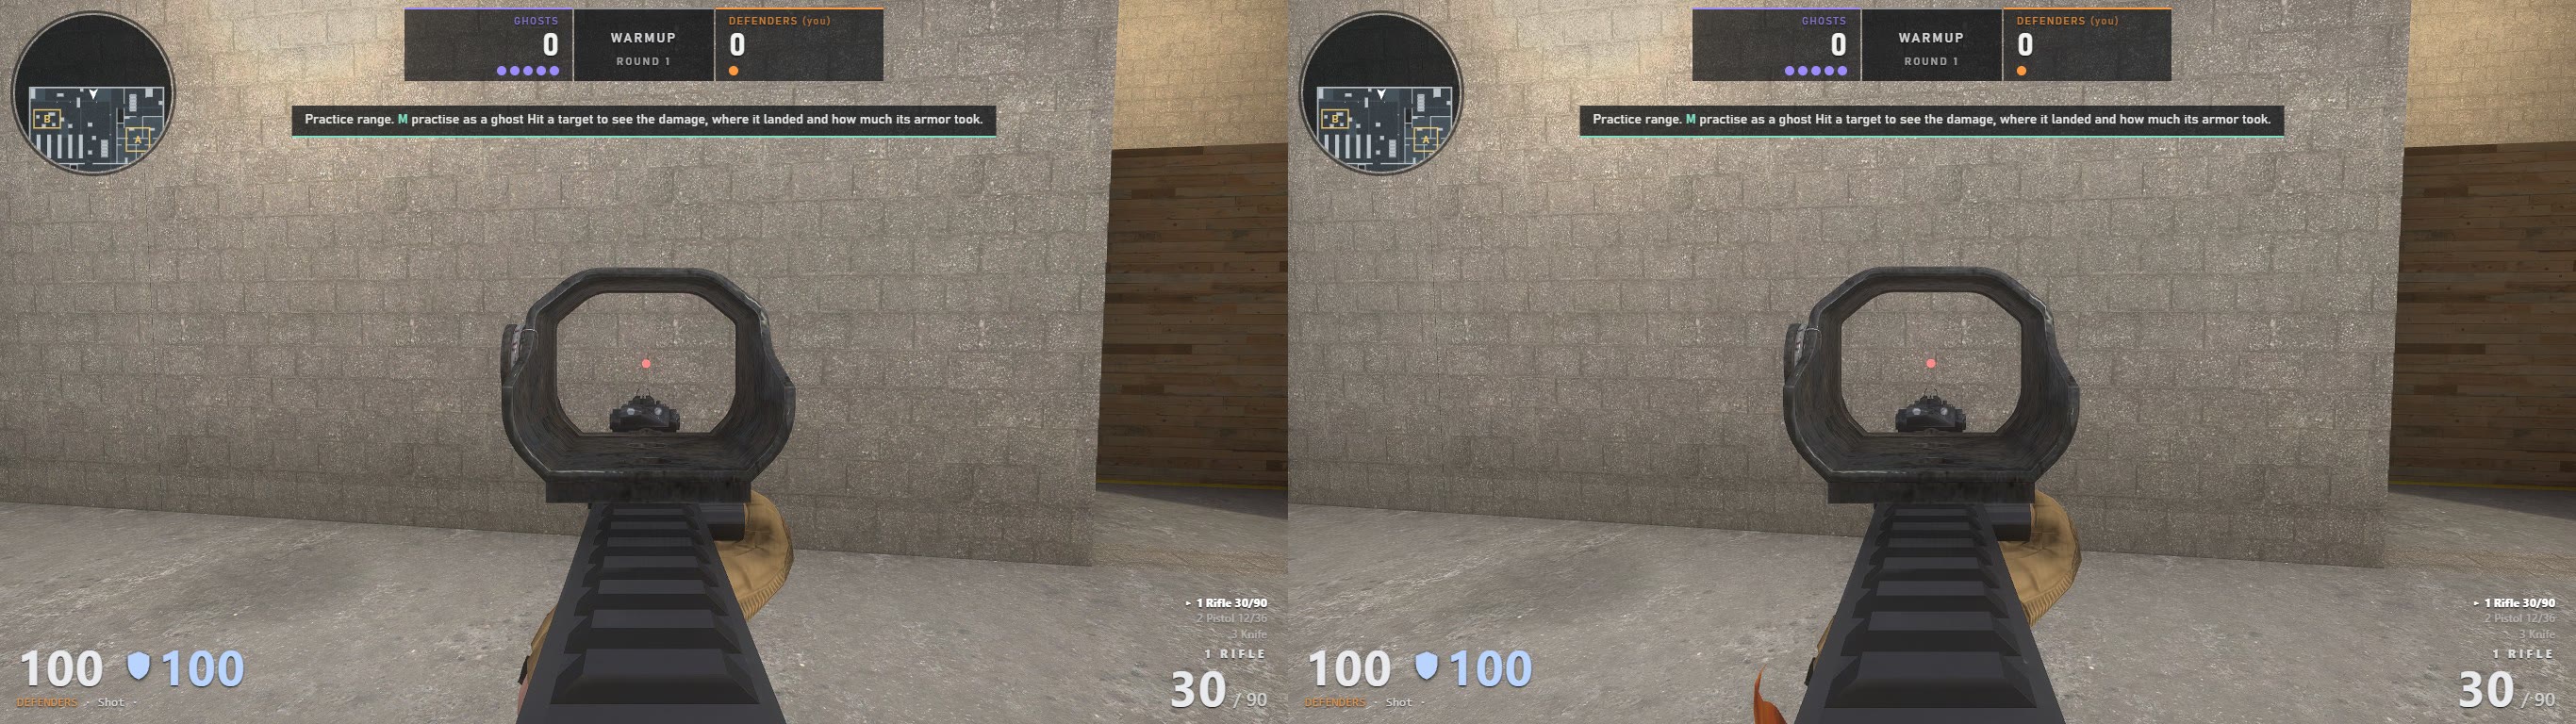 GHOSTS
0
WARMUP
ROUND 1
DEFENDERS (you)
0
B
A
Practice range. M practise as a ghost Hit a target to see the damage, where it landed and how much its armor took.
1 Rifle 30/90
2 Pistol 12/36
3 Knife
1 RIFLE
100 100
30 / 90
DEFENDERS - Shot -
GHOSTS
0
WARMUP
ROUND 1
DEFENDERS (you)
0
B
A
Practice range. M practise as a ghost Hit a target to see the damage, where it landed and how much its armor took.
1 Rifle 30/90
2 Pistol 12/36
3 Knife
1 RIFLE
100 100
30 / 90
DEFENDERS - Shot -